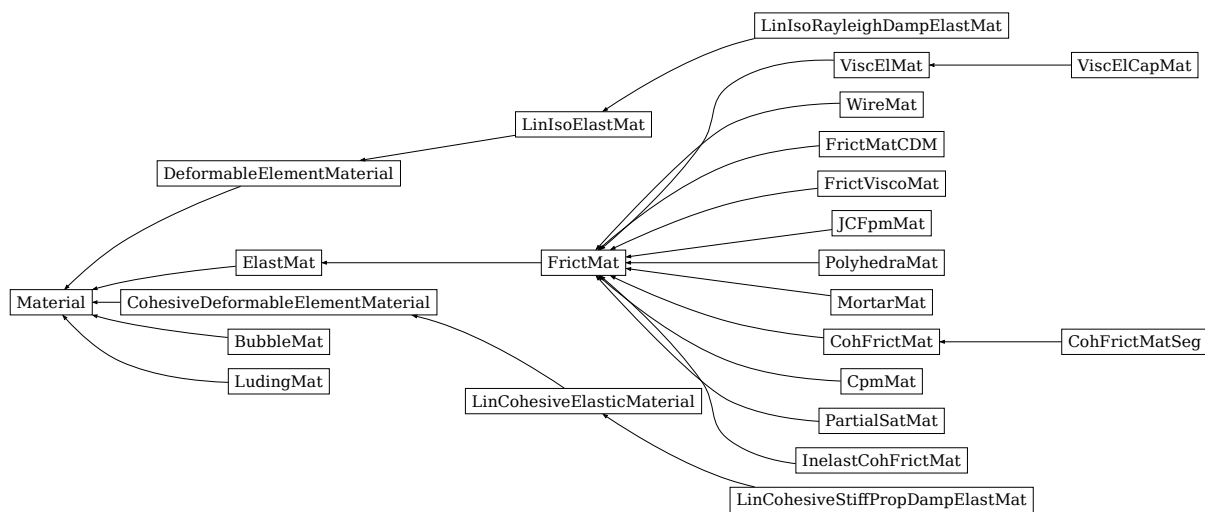 LinIsoRayleighDampElastMat
ViscElMat
ViscElCapMat
WireMat
LinIsoElastMat
FrictMatCDM
DeformableElementMaterial
FrictViscoMat
JCFpmMat
ElastMat
FrictMat
PolyhedraMat
Material
CohesiveDeformableElementMaterial
MortarMat
BubbleMat
CohFrictMat
CohFrictMatSeg
LudingMat
CpmMat
LinCohesiveElasticMaterial
PartialSatMat
InelastCohFrictMat
LinCohesiveStiffPropDampElastMat